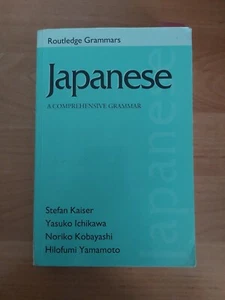 Routledge Grammars
Japanese
A COMPREHENSIVE GRAMMAR
Stefan Kaiser
Yasuko Ichikawa
Noriko Kobayashi
Hilofumi Yamamoto
Japanese